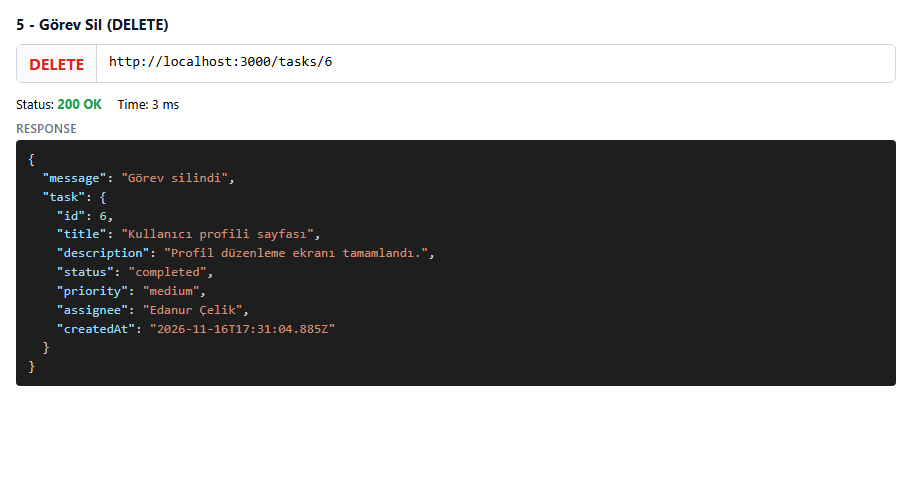 5 - Görev Sil (DELETE)
DELETE http://localhost:3000/tasks/6
Status: 200 OK Time: 3 ms
RESPONSE
{
"message": "Görev silindi",
"task": {
"id": 6,
"title": "Kullanıcı profili sayfası",
"description": "Profil düzenleme ekranı tamamlandı.",
"status": "completed",
"priority": "medium",
"assignee": "Edanur Çelik",
"createdAt": "2026-11-16T17:31:04.885Z"
}
}